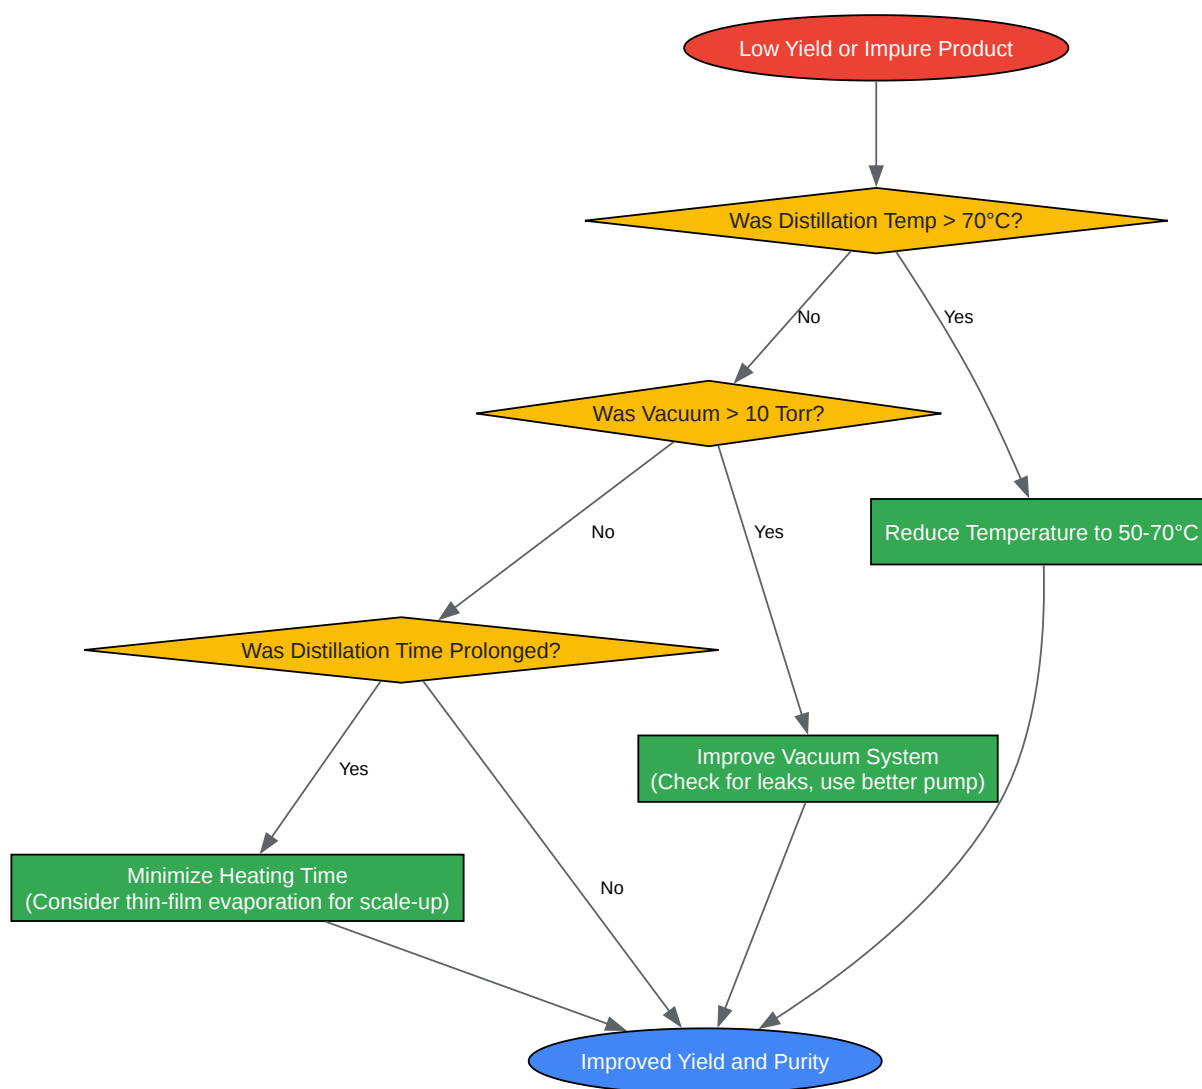 Low Yield or Impure Product
Was Distillation Temp > 70°C?
No
Yes
Was Vacuum > 10 Torr?
No
Yes
Reduce Temperature to 50-70°C
Was Distillation Time Prolonged?
Yes
No
Improve Vacuum System
(Check for leaks, use better pump)
Minimize Heating Time
(Consider thin-film evaporation for scale-up)
Improved Yield and Purity